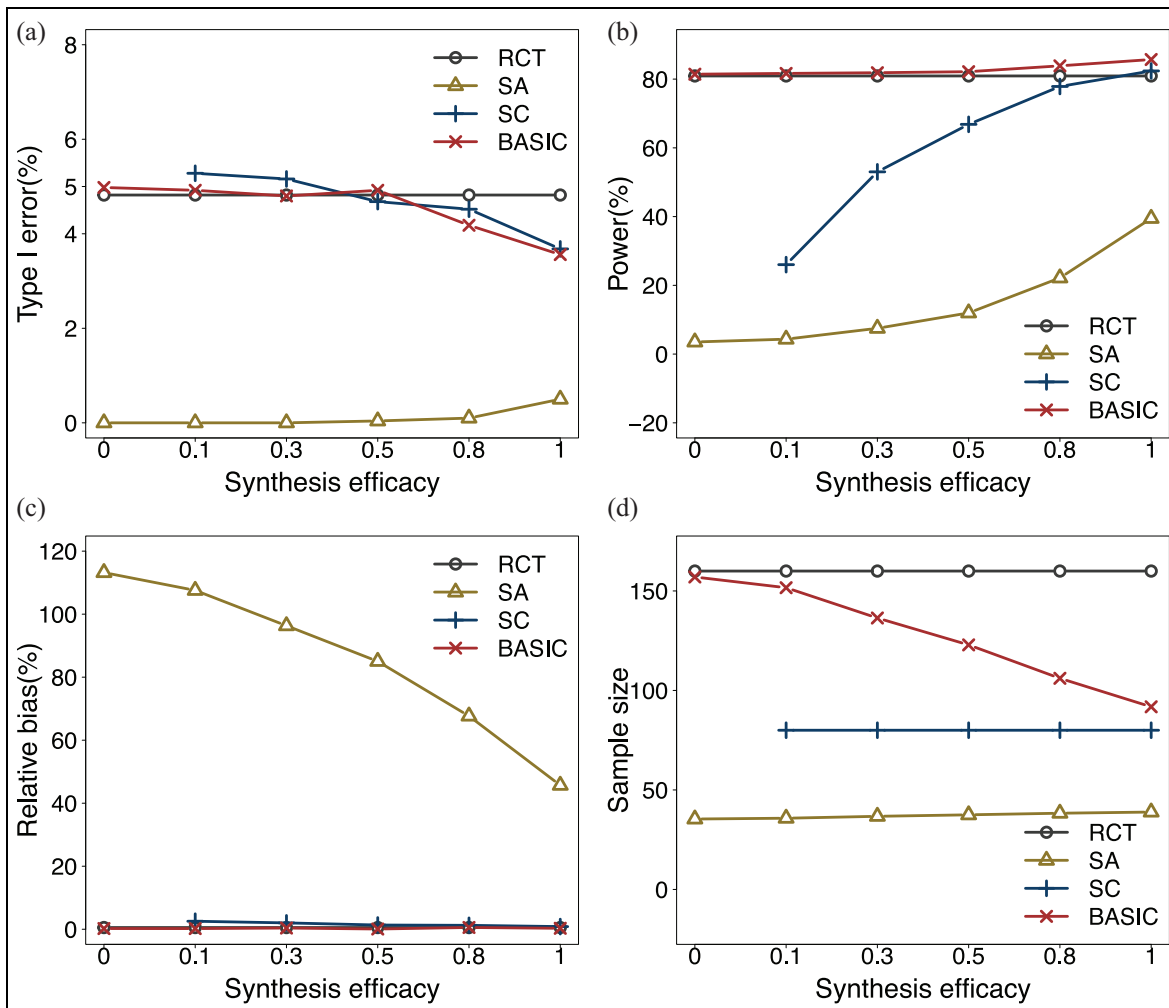 (a)
Type I error(%)
8
6
5
4
2
0
RCT
SA
SC
BASIC
0 0.1 0.3 0.5 0.8 1
Synthesis efficacy
(b)
Power(%)
80
60
40
20
0
−20
RCT
SA
SC
BASIC
0 0.1 0.3 0.5 0.8 1
Synthesis efficacy
(c)
Relative bias(%)
120
100
80
60
40
20
0
RCT
SA
SC
BASIC
0 0.1 0.3 0.5 0.8 1
Synthesis efficacy
(d)
Sample size
150
100
50
0
RCT
SA
SC
BASIC
0 0.1 0.3 0.5 0.8 1
Synthesis efficacy